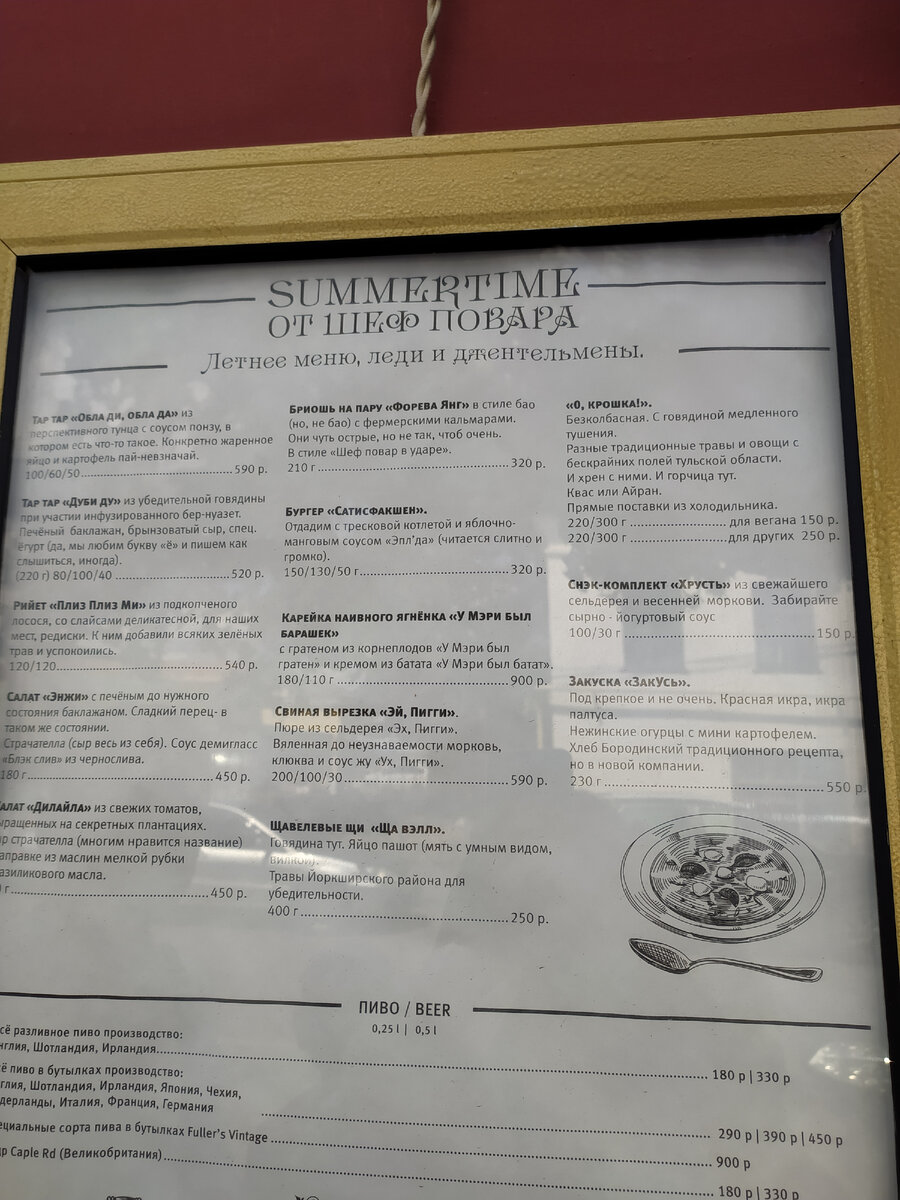 SUMMERTIME
ОТ ШЕФ ПОВАРА
Летнее меню, леди и джентельмены.
ТАР ТАР «ОБЛА ДИ, ОБЛА ДА» из
перспективного тунца с соусом понзу, в
котором есть что-то такое. Конкретно жаренное
яйцо и картофель пай-невзначай.
100/60/50 590 р.
ТАР ТАР «ДУБИ ДУ» из убедительной говядины
при участии инфузированного бер-нуазет.
Печёный баклажан, брынзоватый сыр, спец.
ёгурт (да, мы любим букву «ё» и пишем как
слышиться, иногда).
(220 г) 80/100/40 520 р.
РИЙЕТ «ПЛИЗ ПЛИЗ МИ» из подкопченого
лосося, со слайсами деликатесной, для наших
мест, редиски. К ним добавили всяких зелёных
трав и успокоились.
120/120 540 р.
САЛАТ «ЭНЖИ» с печёным до нужного
состояния баклажаном. Сладкий перец- в
таком же состоянии.
Страчателла (сыр весь из себя). Соус демигласс
«Блэк слив» из чернослива.
180 г 450 р.
САЛАТ «ДИЛАЙЛА» из свежих томатов,
ыращенных на секретных плантациях.
р страчателла (многим нравится название)
аправке из маслин мелкой рубки
азиликового масла.
г 450 р.
БРИОШЬ НА ПАРУ «ФОРЕВА ЯНГ» в стиле бао
(но, не бао) с фермерскими кальмарами.
Они чуть острые, но не так, чтоб очень.
В стиле «Шеф повар в ударе».
210 г 320 р.
БУРГЕР «САТИСФАКШЕН».
Отдадим с тресковой котлетой и яблочно-
манговым соусом «Эпл'да» (читается слитно и
громко).
150/130/50 г 320 р.
КАРЕЙКА НАИВНОГО ЯГНЁНКА «У МЭРИ БЫЛ
БАРАШЕК»
с гратеном из корнеплодов «У Мэри был
гратен» и кремом из батата «У Мэри был батат».
180/110 г 900 р.
СВИНАЯ ВЫРЕЗКА «ЭЙ, ПИГГИ».
Пюре из сельдерея «Эх, Пигги».
Вяленная до неузнаваемости морковь,
клюква и соус жу «Ух, Пигги».
200/100/30 590 р.
ЩАВЕЛЕВЫЕ ЩИ «ЩА ВЭЛЛ».
Говядина тут. Яйцо пашот (мять с умным видом,
вилкой).
Травы Йоркширского района для
убедительности.
400 г 250 р.
«О, КРОШКА!».
Безколбасная. С говядиной медленного
тушения.
Разные традиционные травы и овощи с
бескрайних полей тульской области.
И хрен с ними. И горчица тут.
Квас или Айран.
Прямые поставки из холодильника.
220/300 г для вегана 150 р.
220/300 г для других 250 р.
СНЭК-КОМПЛЕКТ «ХРУСТЬ» из свежайшего
сельдерея и весенней моркови. Забирайте
сырно - йогуртовый соус
100/30 г 150 р.
ЗАКУСКА «ЗАКУСЬ».
Под крепкое и не очень. Красная икра, икра
палтуса.
Нежинские огурцы с мини картофелем.
Хлеб Бородинский традиционного рецепта,
но в новой компании.
230 г 550 р.
ПИВО / BEER
0,25 l | 0,5 l
сё разливное пиво производство:
нглия, Шотландия, Ирландия 180 р | 330 р
ё пиво в бутылках производство:
глия, Шотландия, Ирландия, Япония, Чехия,
дерланды, Италия, Франция, Германия 290 р | 390 р | 450 р
ециальные сорта пива в бутылках Fuller's Vintage 900 р
др Caple Rd (Великобритания) 180 р | 330 р